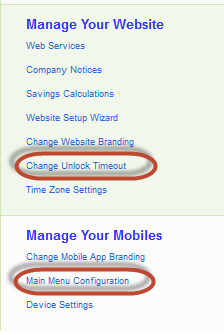 Manage Your Website
Web Services
Company Notices
Savings Calculations
Website Setup Wizard
Change Website Branding
Change Unlock Timeout
Time Zone Settings
Manage Your Mobiles
Change Mobile App Branding
Main Menu Configuration
Device Settings